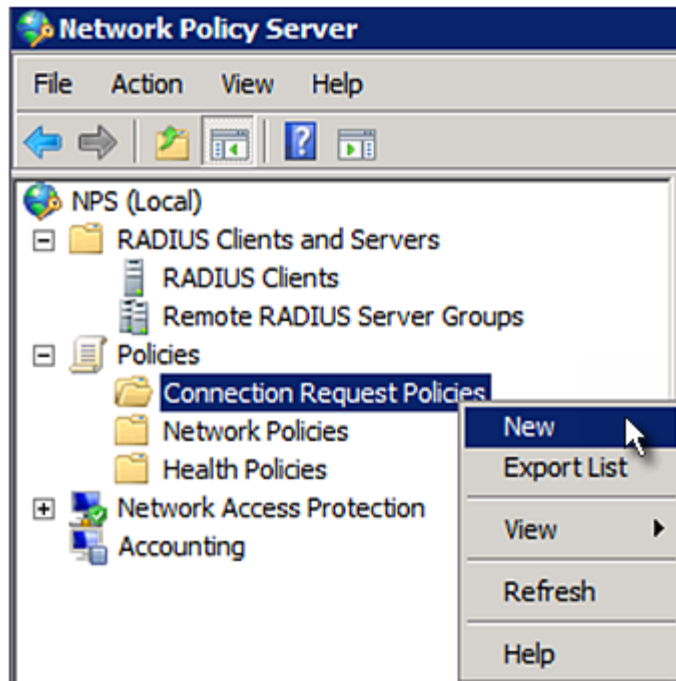 Network Policy Server
File Action View Help
NPS (Local)
RADIUS Clients and Servers
RADIUS Clients
Remote RADIUS Server Groups
Policies
Connection Request Policies
Network Policies
Health Policies
Network Access Protection
Accounting
New
Export List
View
Refresh
Help